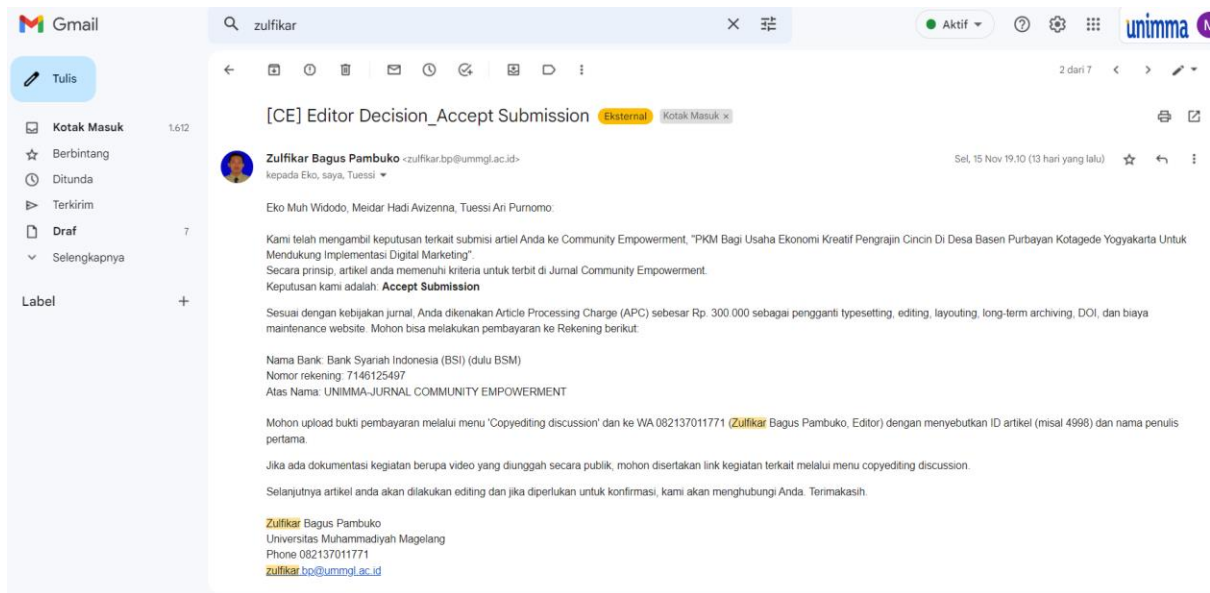 Gmail
zulfikar
Aktif
unimma
Tulis
2 dari 7
[CE] Editor Decision_Accept Submission Eksternal Kotak Masuk ×
Kotak Masuk 1.612
Berbintang
Ditunda
Terkirim
Draf 7
Selengkapnya
Label +
Zulfikar Bagus Pambuko <zulfikar.bp@ummgl.ac.id>
Sel, 15 Nov 19.10 (13 hari yang lalu)
kepada Eko, saya, Tuessi
Eko Muh Widodo, Meidar Hadi Avizenna, Tuessi Ari Purnomo:
Kami telah mengambil keputusan terkait submisi artiel Anda ke Community Empowerment, "PKM Bagi Usaha Ekonomi Kreatif Pengrajin Cincin Di Desa Basen Purbayan Kotagede Yogyakarta Untuk
Mendukung Implementasi Digital Marketing".
Secara prinsip, artikel anda memenuhi kriteria untuk terbit di Jurnal Community Empowerment.
Keputusan kami adalah: Accept Submission
Sesuai dengan kebijakan jurnal, Anda dikenakan Article Processing Charge (APC) sebesar Rp. 300.000 sebagai pengganti typesetting, editing, layouting, long-term archiving, DOI, dan biaya
maintenance website. Mohon bisa melakukan pembayaran ke Rekening berikut:
Nama Bank: Bank Syariah Indonesia (BSI) (dulu BSM)
Nomor rekening: 7146125497
Atas Nama: UNIMMA-JURNAL COMMUNITY EMPOWERMENT
Mohon upload bukti pembayaran melalui menu 'Copyediting discussion' dan ke WA 082137011771 (Zulfikar Bagus Pambuko, Editor) dengan menyebutkan ID artikel (misal 4998) dan nama penulis
pertama.
Jika ada dokumentasi kegiatan berupa video yang diunggah secara publik, mohon disertakan link kegiatan terkait melalui menu copyediting discussion.
Selanjutnya artikel anda akan dilakukan editing dan jika diperlukan untuk konfirmasi, kami akan menghubungi Anda. Terimakasih.
Zulfikar Bagus Pambuko
Universitas Muhammadiyah Magelang
Phone 082137011771
zulfikar.bp@ummgl.ac.id